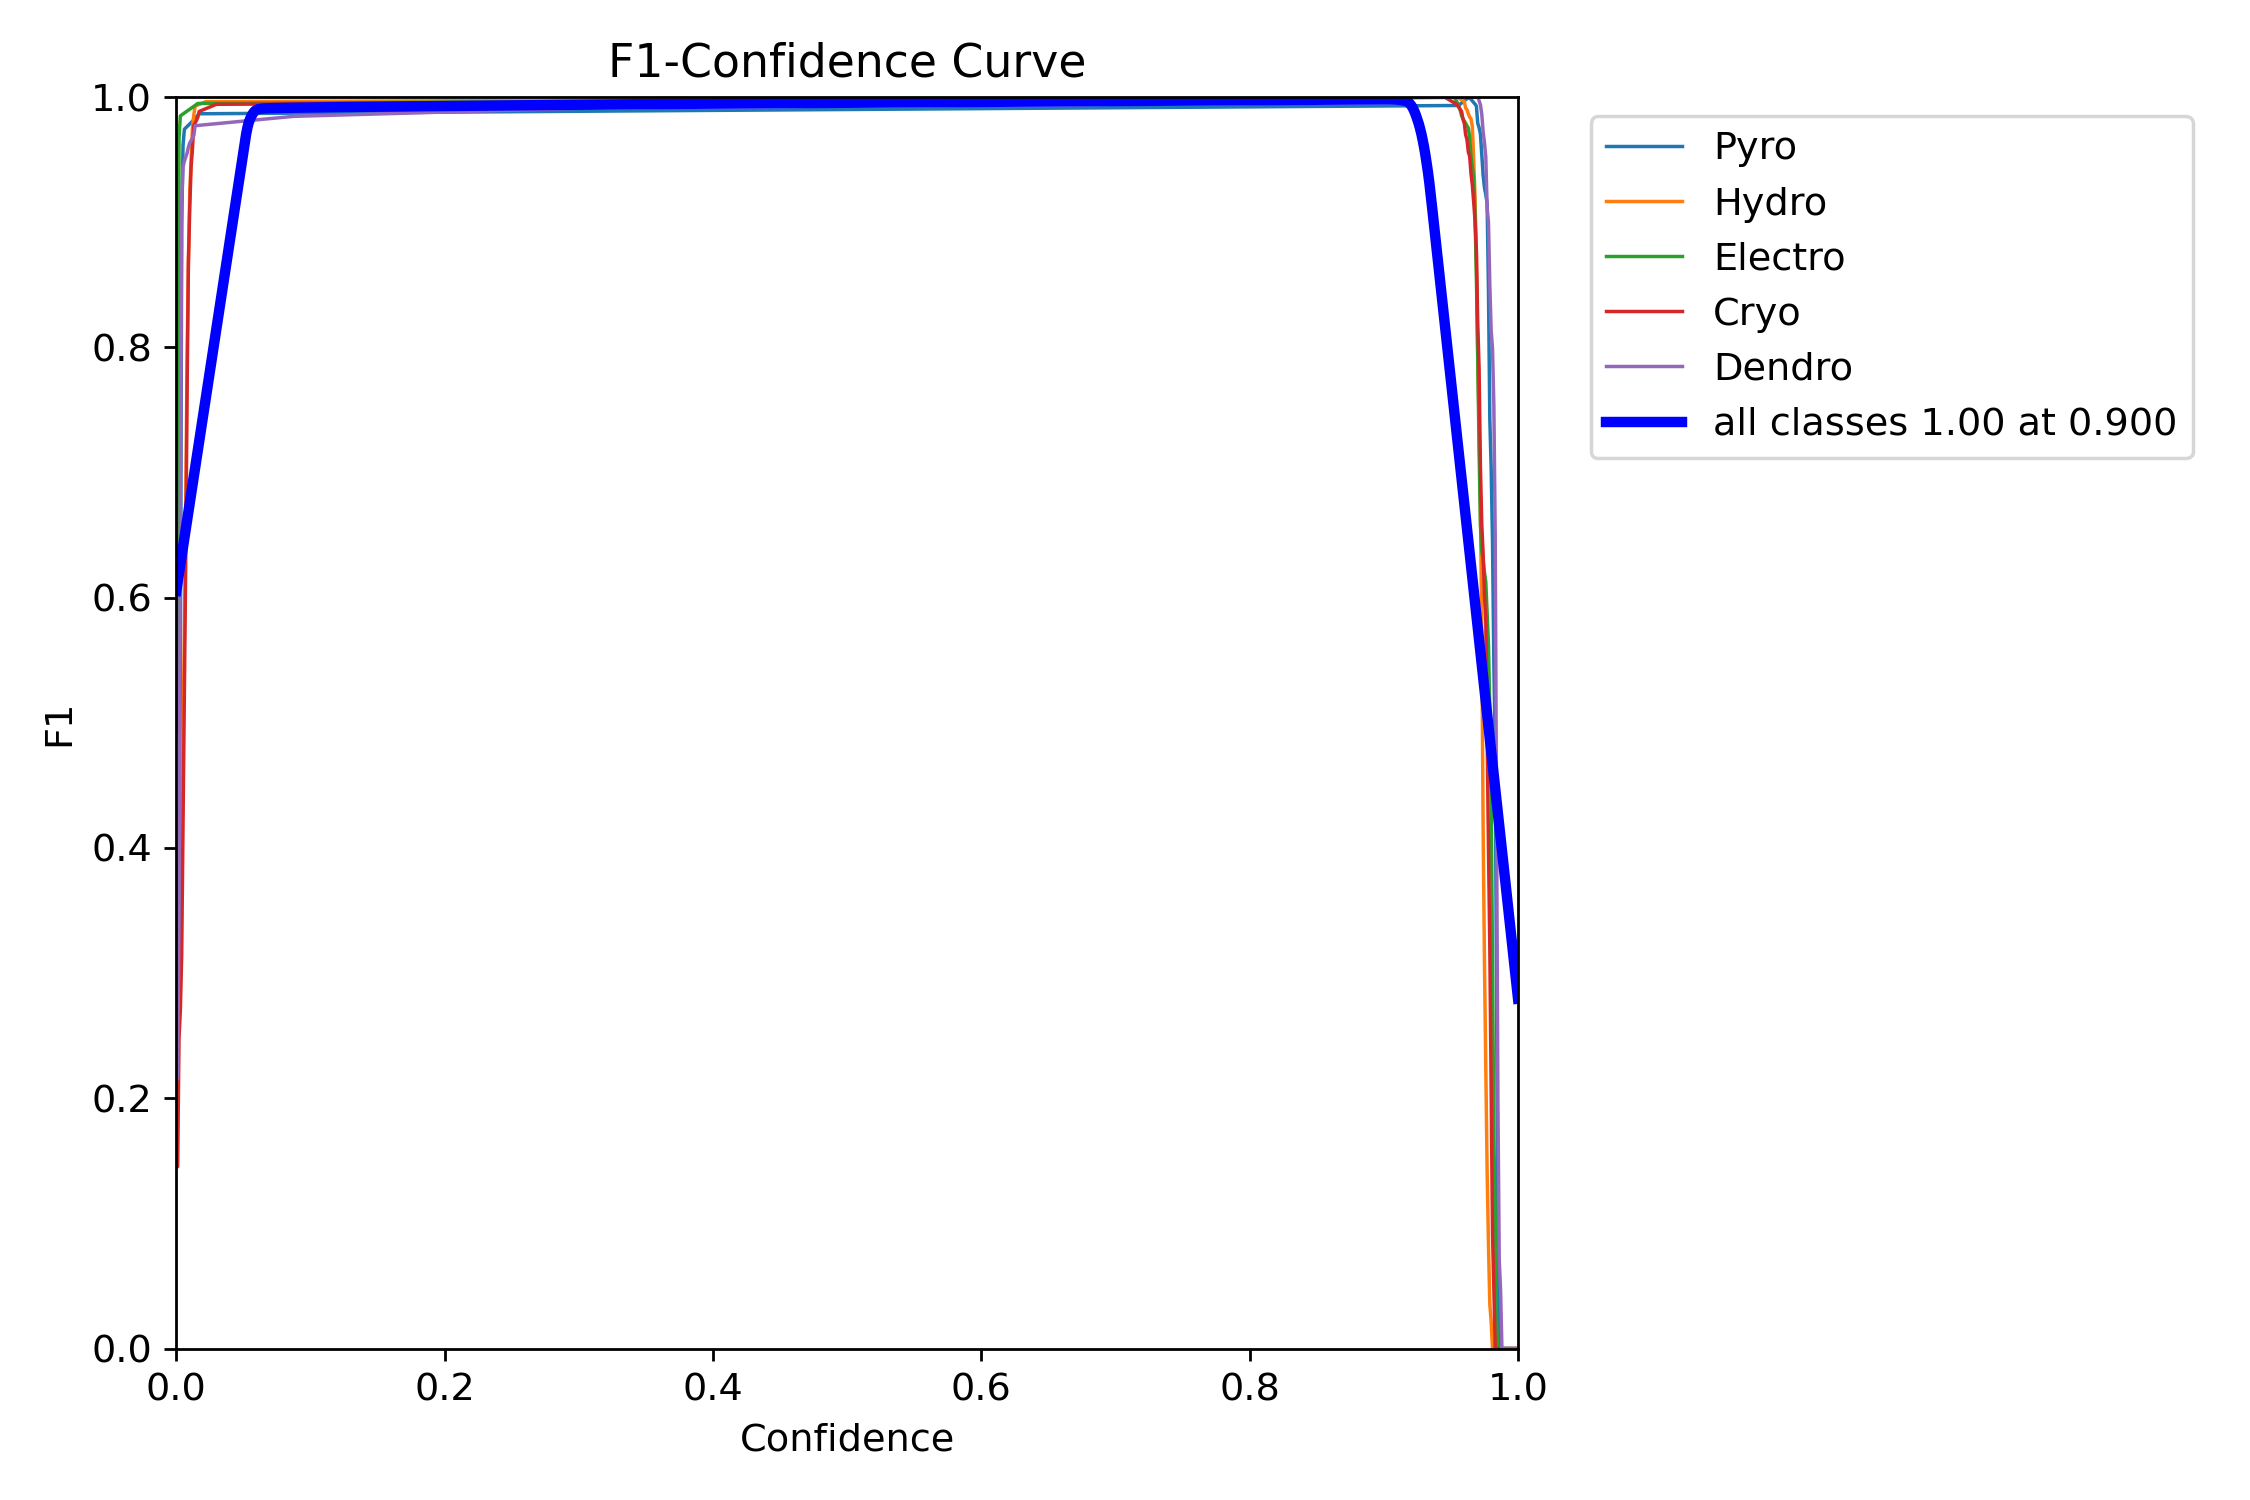 F1-Confidence Curve
1.0
0.8
0.6
0.4
0.2
0.0
F1
0.0 0.2 0.4 0.6 0.8 1.0
Confidence
Pyro
Hydro
Electro
Cryo
Dendro
all classes 1.00 at 0.900